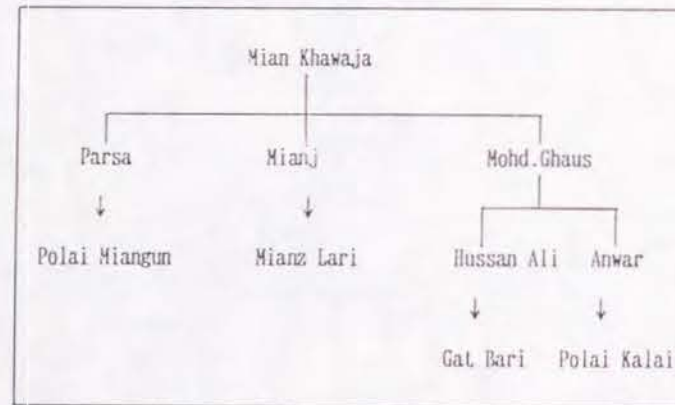 Mian Khawaja
Parsa Mianj Mohd.Ghaus
↓ ↓
Polai Miangun Mianz Lari Hussan Ali Anwar
↓ ↓
Gat Bari Polai Kalai